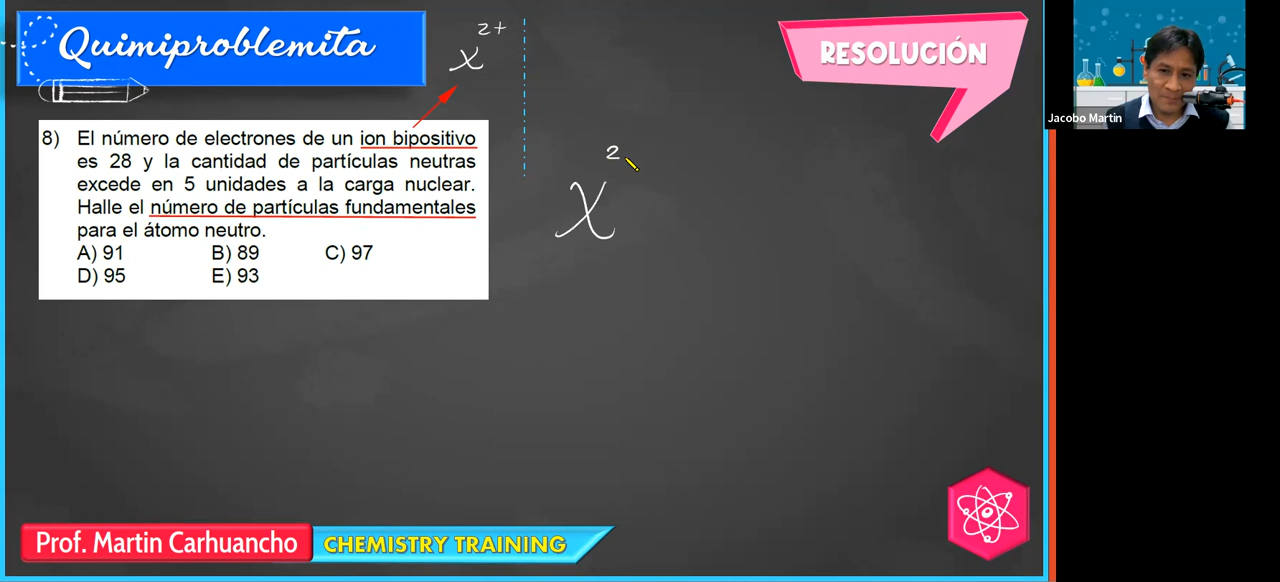 Quimiproblemita
x²⁺
RESOLUCIÓN
Jacobo Martin
8) El número de electrones de un ion bipositivo
es 28 y la cantidad de partículas neutras
excede en 5 unidades a la carga nuclear.
Halle el número de partículas fundamentales
para el átomo neutro.
A) 91 B) 89 C) 97
D) 95 E) 93
x²
Prof. Martin Carhuancho
CHEMISTRY TRAINING